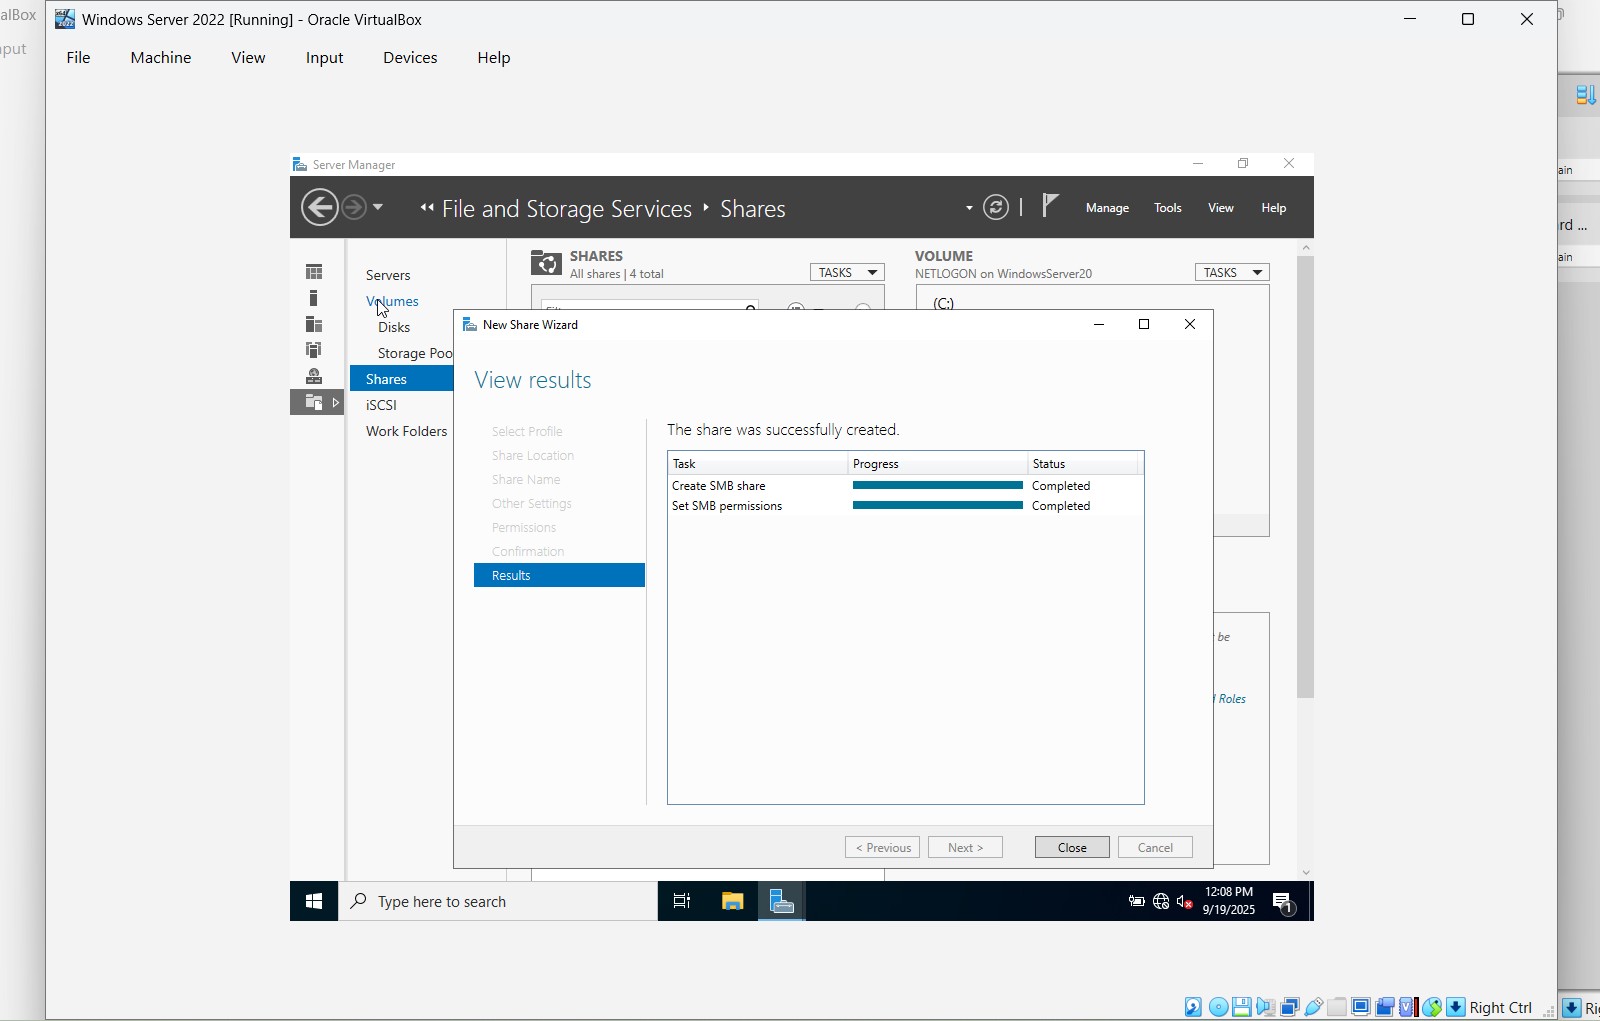 alBox
Windows Server 2022 [Running] - Oracle VirtualBox
put
File Machine View Input Devices Help
Server Manager
File and Storage Services Shares
Manage Tools View Help
Servers
Volumes
Disks
Storage Poo
Shares
iSCSI
Work Folders
SHARES
All shares | 4 total
TASKS
VOLUME
NETLOGON on WindowsServer20
TASKS
(C:)
New Share Wizard
View results
Select Profile
Share Location
Share Name
Other Settings
Permissions
Confirmation
Results
The share was successfully created.
Task Progress Status
Create SMB share Completed
Set SMB permissions Completed
< Previous Next > Close Cancel
be
Roles
ain
rd ...
ain
Type here to search
12:08 PM
9/19/2025
1
Right Ctrl
Ri